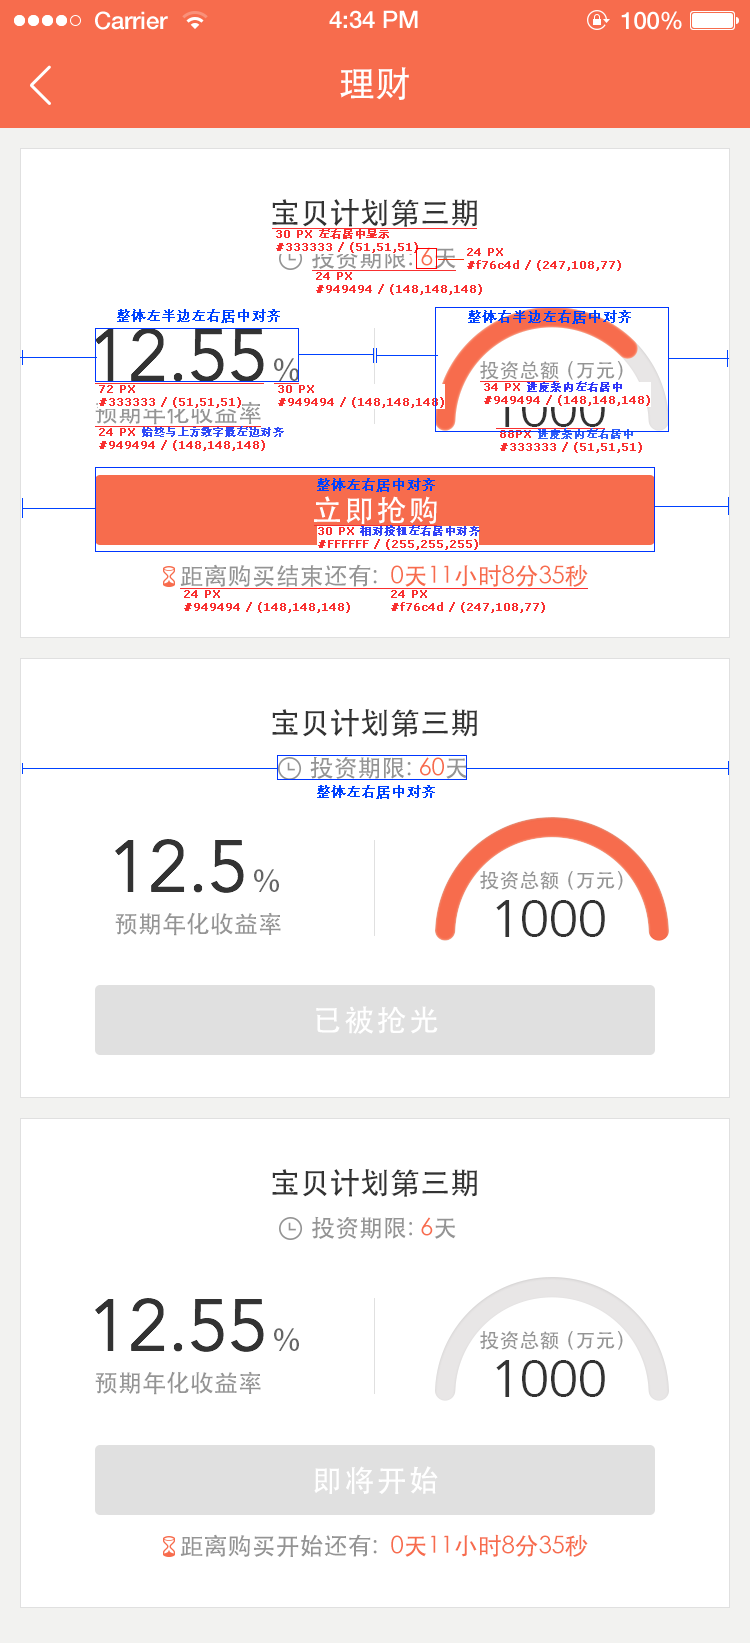 Carrier 4:34 PM 100%
理财
宝贝计划第三期
30 PX 左右居中显示
#333333 / (51,51,51)
投资期限: 6天
24 PX
#f76c4d / (247,108,77)
24 PX
#949494 / (148,148,148)
整体左半边左右居中对齐
12.55 %
72 PX
#333333 / (51,51,51)
30 PX
#949494 / (148,148,148)
预期年化收益率
24 PX 始终与上方数字最左边对齐
#949494 / (148,148,148)
整体右半边左右居中对齐
投资总额 (万元)
34 PX 进度条内左右居中
#949494 / (148,148,148)
1000
88PX 进度条内左右居中
#333333 / (51,51,51)
整体左右居中对齐
立即抢购
30 PX 相对按钮左右居中对齐
#FFFFFF / (255,255,255)
距离购买结束还有: 0天11小时8分35秒
24 PX
#949494 / (148,148,148)
24 PX
#f76c4d / (247,108,77)
宝贝计划第三期
投资期限: 60天
整体左右居中对齐
12.5 %
预期年化收益率
投资总额 (万元)
1000
已被抢光
宝贝计划第三期
投资期限: 6天
12.55 %
预期年化收益率
投资总额 (万元)
1000
即将开始
距离购买开始还有: 0天11小时8分35秒